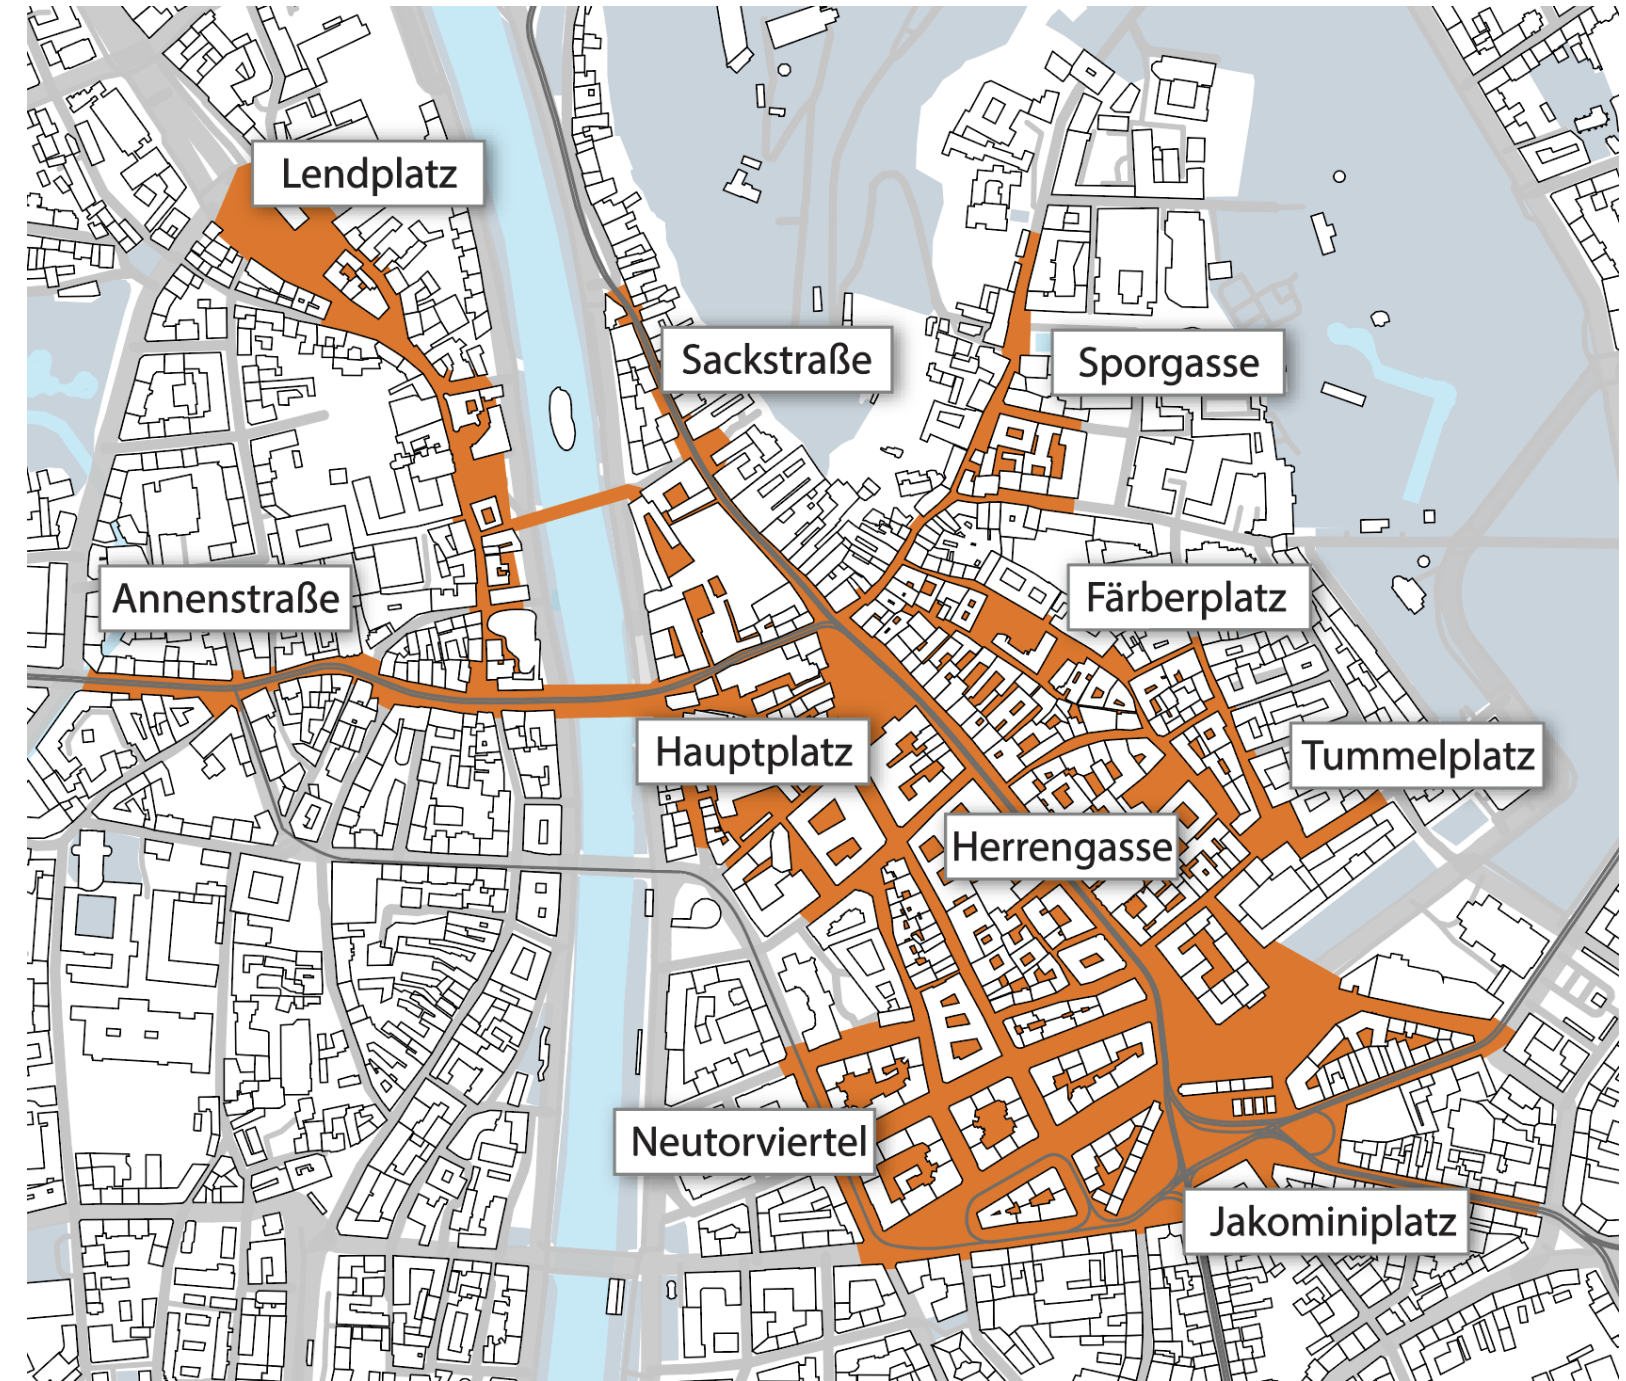 Lendplatz
Sackstraße
Sporgasse
Annenstraße
Färberplatz
Hauptplatz
Tummelplatz
Herrengasse
Neutorviertel
Jakominiplatz